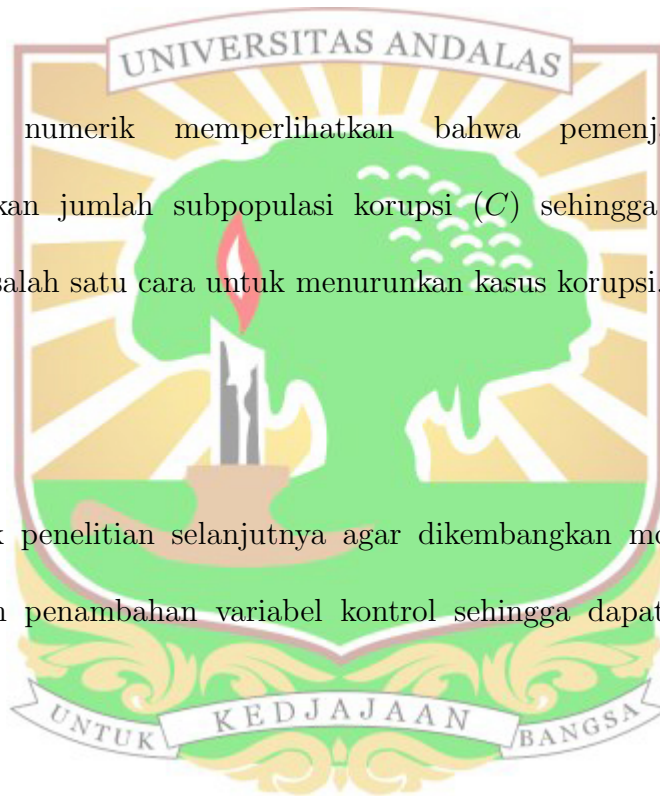 UNIVERSITAS ANDALAS
numerik memperlihatkan bahwa
jumlah subpopulasi korupsi (C) sehingga
salah satu cara untuk menurunkan kasus korupsi.
penelitian selanjutnya agar dikembangkan
penambahan variabel kontrol sehingga dapat
UNTUK KEDJAJAAN BANGSA